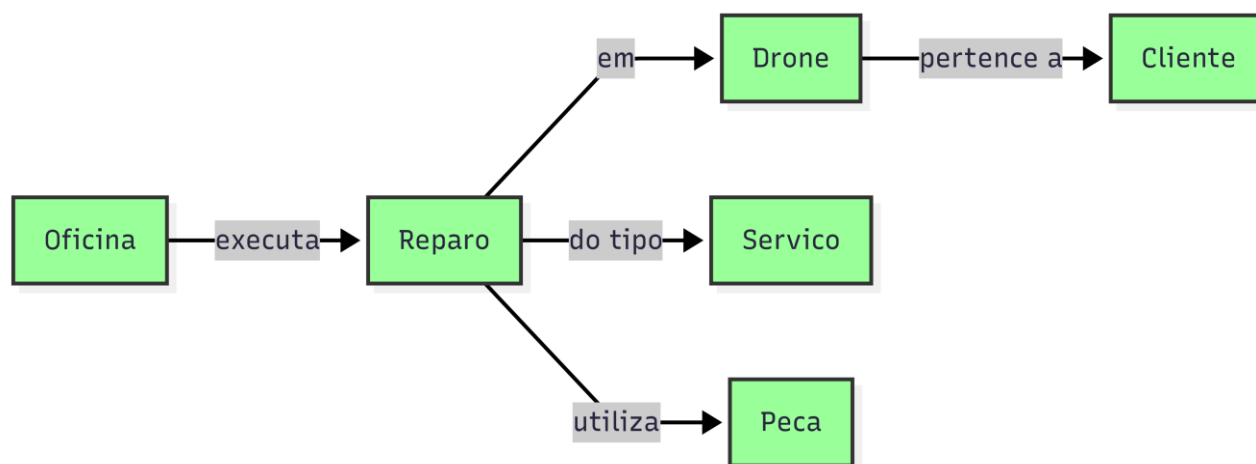 em
Drone
pertence a
Cliente
Oficina
executa
Reparo
do tipo
Servico
utiliza
Peca